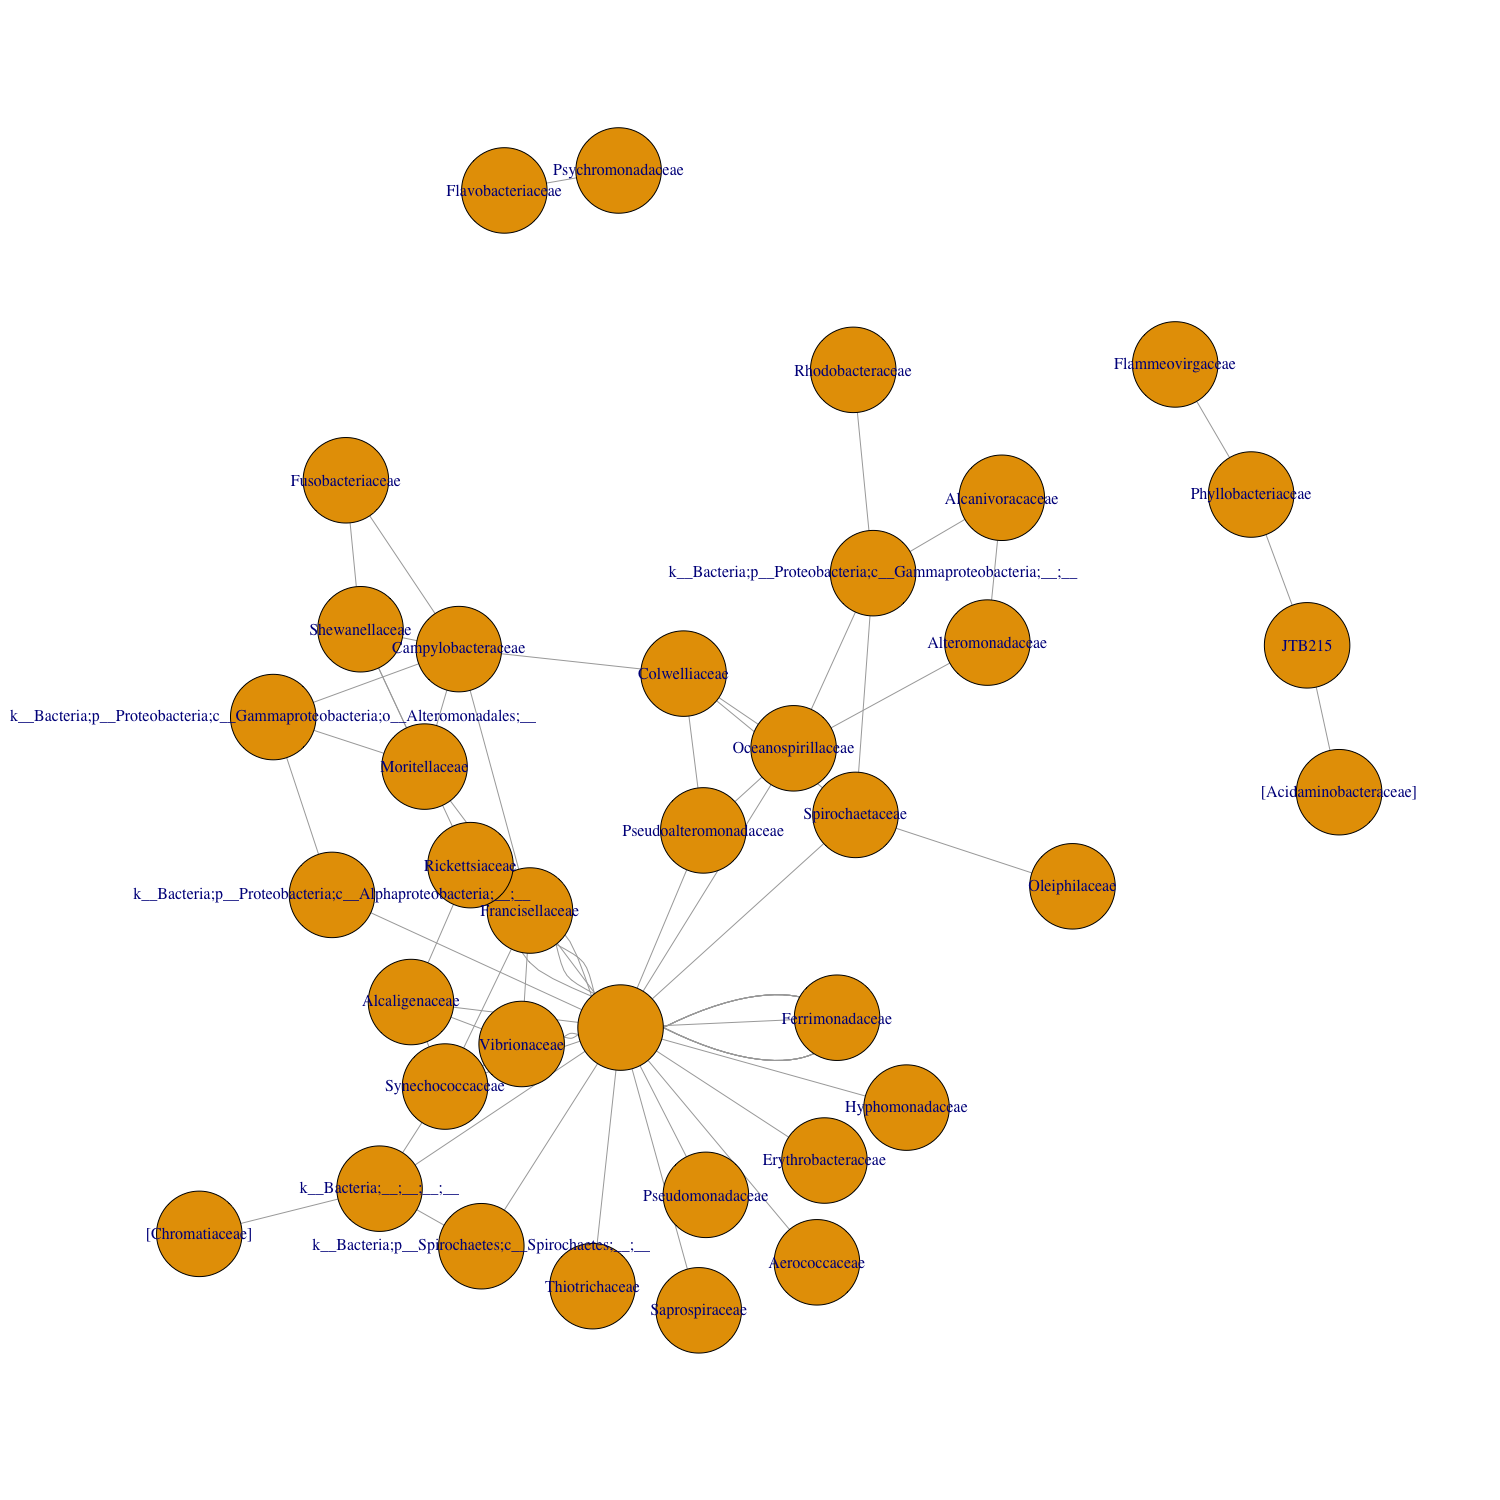 Psychromonadaceae
Flavobacteriaceae
Flammeovirgaceae
Rhodobacteraceae
Fusobacteriaceae
Phyllobacteriaceae
Alcanivoracaceae
k__Bacteria;p__Proteobacteria;c__Gammaproteobacteria;__;__
Shewanellaceae
Alteromonadaceae
JTB215
Campylobacteraceae
Colwelliaceae
k__Bacteria;p__Proteobacteria;c__Gammaproteobacteria;o__Alteromonadales;__
Oceanospirillaceae
Moritellaceae
[Acidaminobacteraceae]
Spirochaetaceae
Pseudoalteromonadaceae
Rickettsiaceae
Oleiphilaceae
k__Bacteria;p__Proteobacteria;c__Alphaproteobacteria;__;__
Francisellaceae
Alcaligenaceae
Ferrimonadaceae
Vibrionaceae
Synechococcaceae
Hyphomonadaceae
Erythrobacteraceae
k__Bacteria;__;__;__;__
Pseudomonadaceae
[Chromatiaceae]
k__Bacteria;p__Spirochaetes;c__Spirochaetes;__;__
Aerococcaceae
Thiotrichaceae
Saprospiraceae